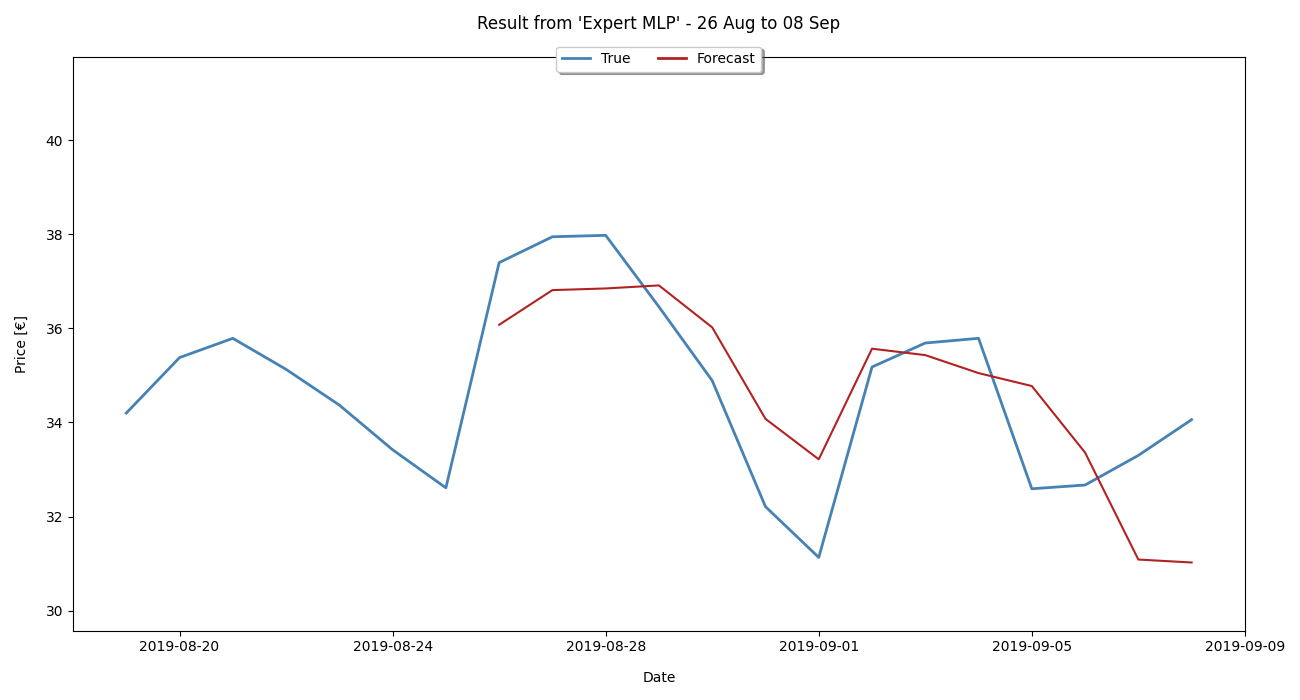 Result from 'Expert MLP' - 26 Aug to 08 Sep
True Forecast
Price [€]
40
38
36
34
32
30
2019-08-20 2019-08-24 2019-08-28 2019-09-01 2019-09-05 2019-09-09
Date